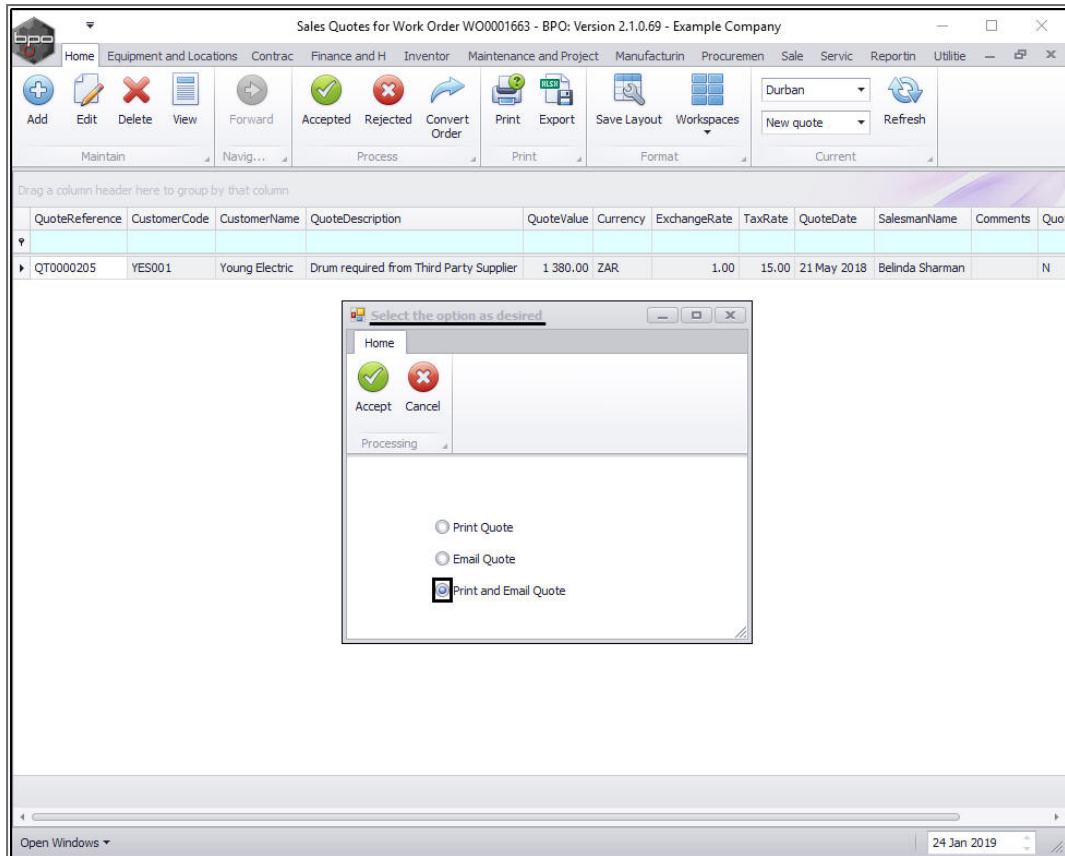 bpo
Sales Quotes for Work Order WO0001663 - BPO: Version 2.1.0.69 - Example Company
Home Equipment and Locations Contrac Finance and H Inventor Maintenance and Project Manufacturin Procuremen Sale Servic Reportin Utilitie
XLSX
Durban
Add Edit Delete View Forward Accepted Rejected Convert Order Print Export Save Layout Workspaces New quote Refresh
Maintain Navig... Process Print Format Current
Drag a column header here to group by that column
QuoteReference CustomerCode CustomerName QuoteDescription QuoteValue Currency ExchangeRate TaxRate QuoteDate SalesmanName Comments Quo
QT0000205 YES001 Young Electric Drum required from Third Party Supplier 1 380.00 ZAR 1.00 15.00 21 May 2018 Belinda Sharman N
Select the option as desired
Home
Accept Cancel
Processing
Print Quote
Email Quote
Print and Email Quote
Open Windows 24 Jan 2019